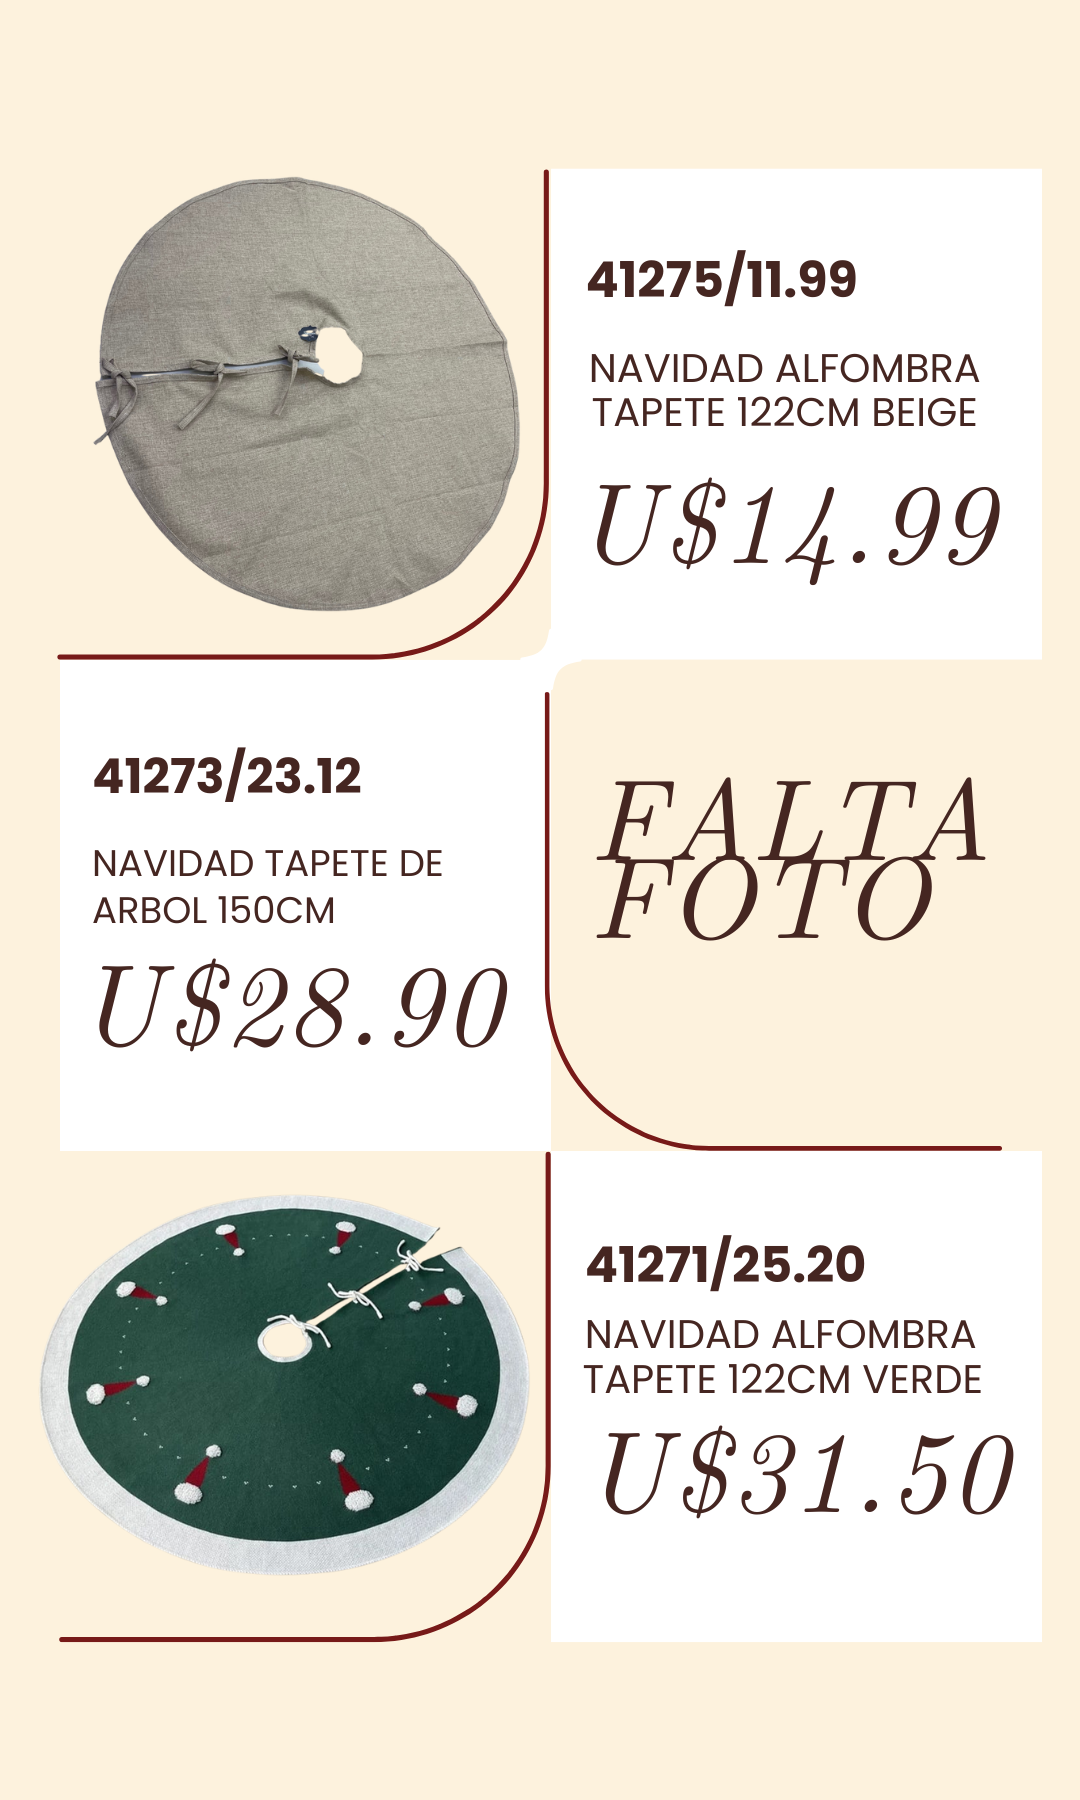 41275/11.99
NAVIDAD ALFOMBRA
TAPETE 122CM BEIGE
U$14.99
41273/23.12
NAVIDAD TAPETE DE
ARBOL 150CM
U$28.90
FALTA
FOTO
41271/25.20
NAVIDAD ALFOMBRA
TAPETE 122CM VERDE
U$31.50